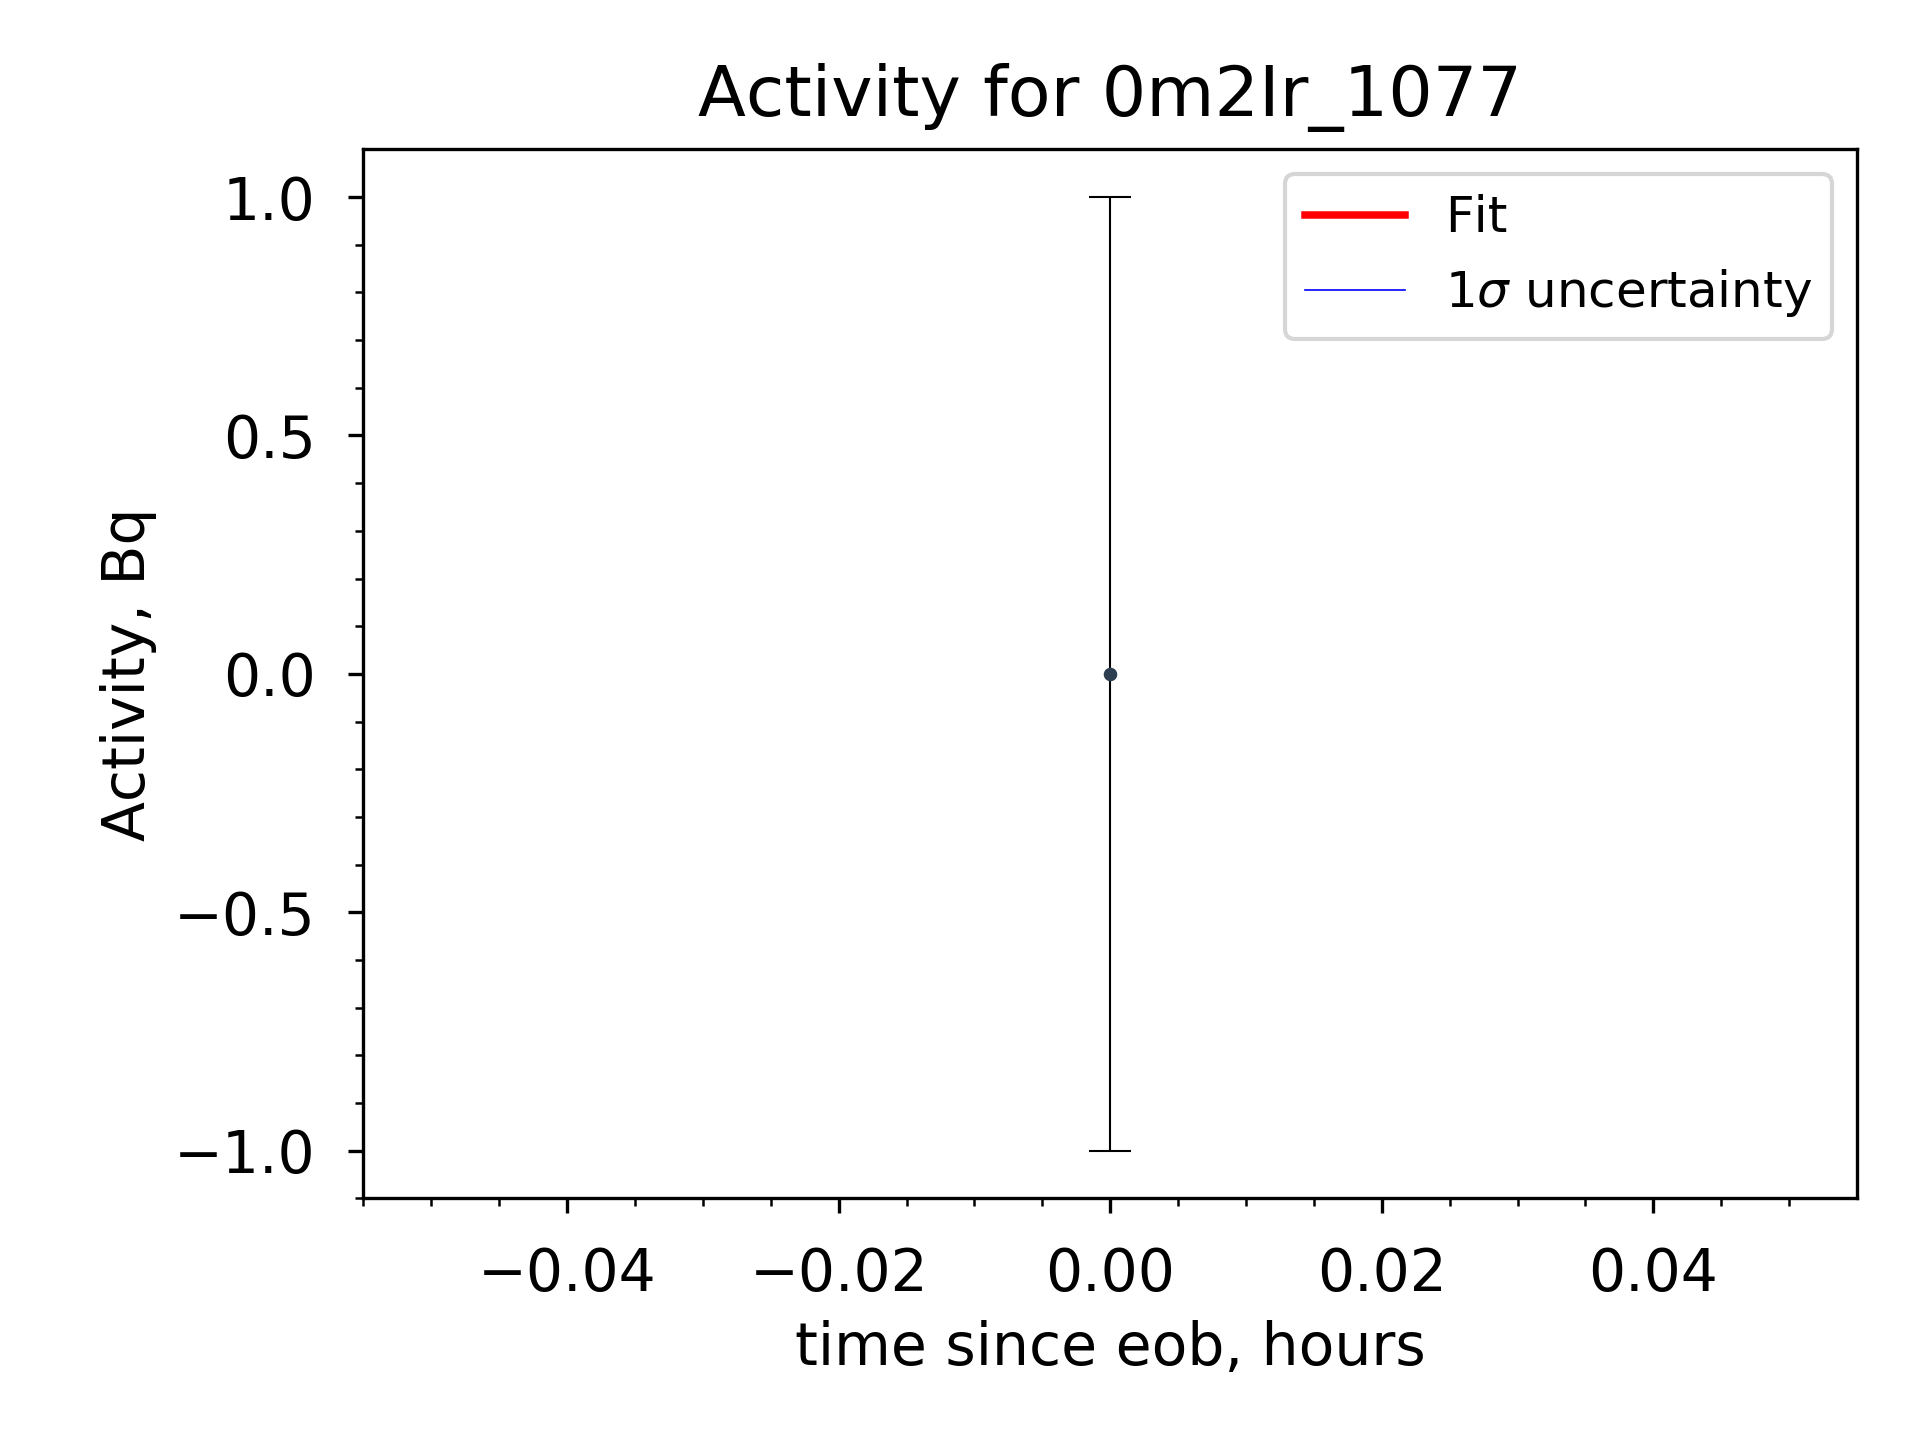 Activity for 0m2Ir_1077
Fit
1σ uncertainty
1.0
0.5
0.0
−0.5
−1.0
Activity, Bq
−0.04
−0.02
0.00
0.02
0.04
time since eob, hours